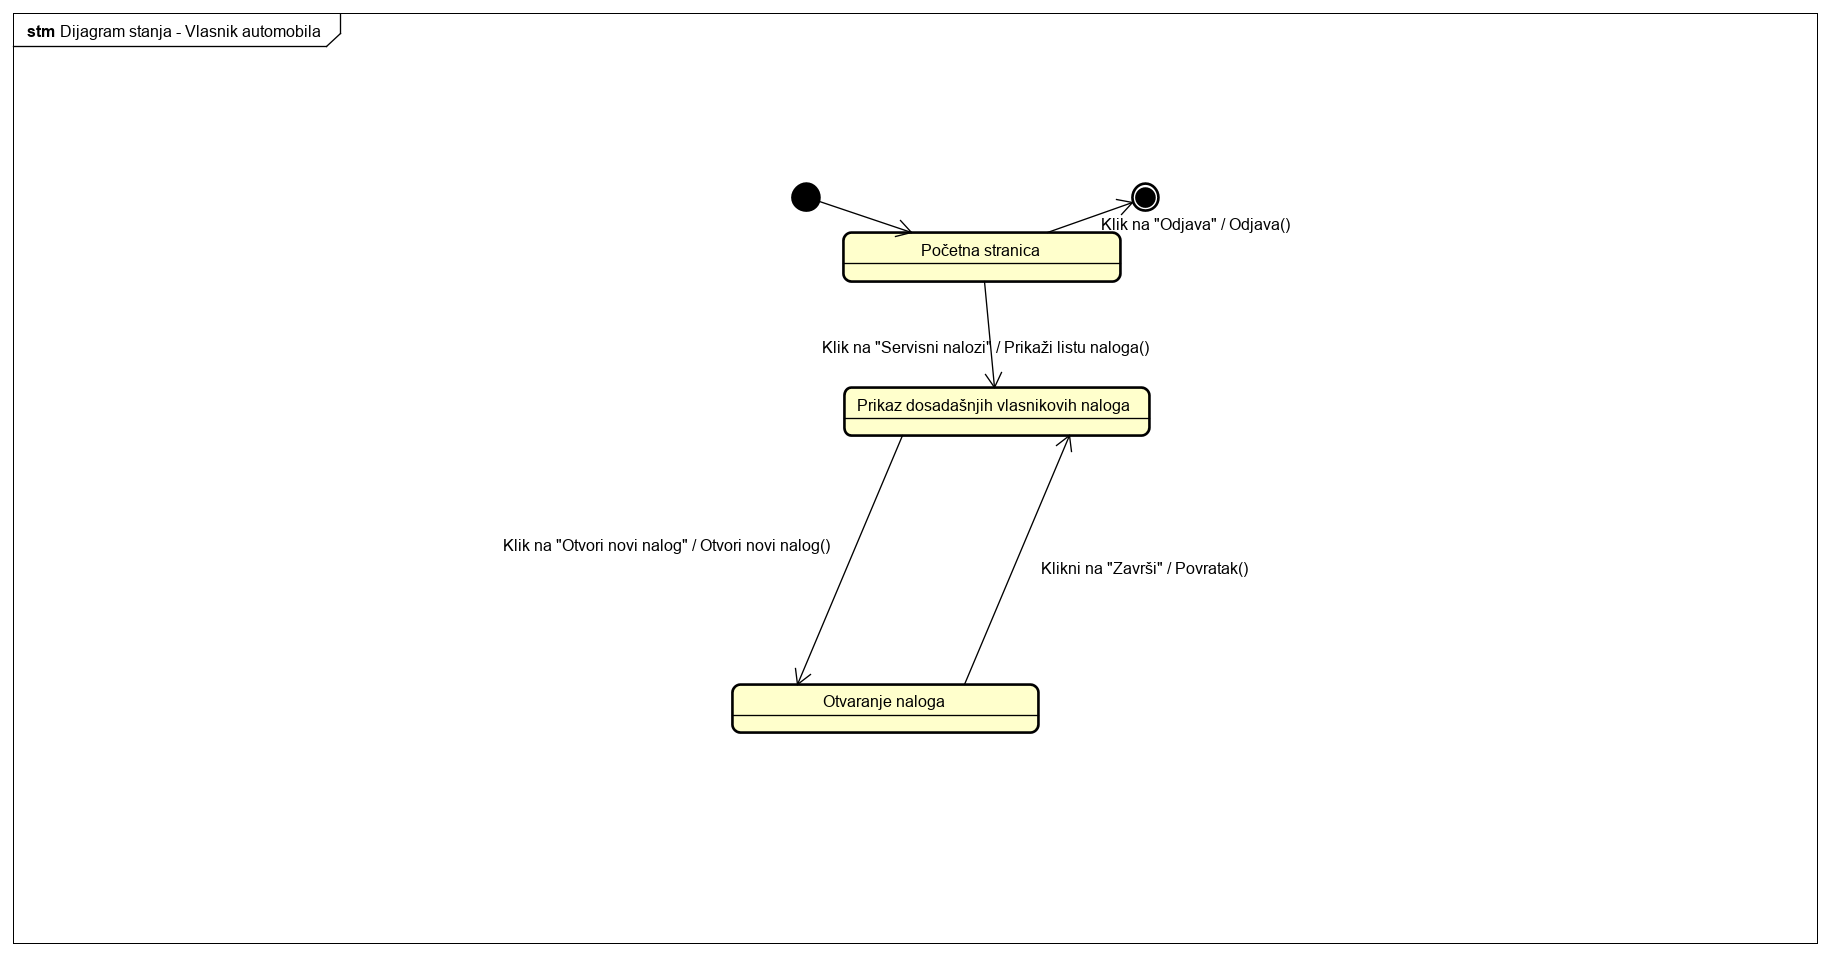 stm Dijagram stanja - Vlasnik automobila
Klik na "Odjava" / Odjava()
Početna stranica
Klik na "Servisni nalozi" / Prikaži listu naloga()
Prikaz dosadašnjih vlasnikovih naloga
Klik na "Otvori novi nalog" / Otvori novi nalog()
Klikni na "Završi" / Povratak()
Otvaranje naloga